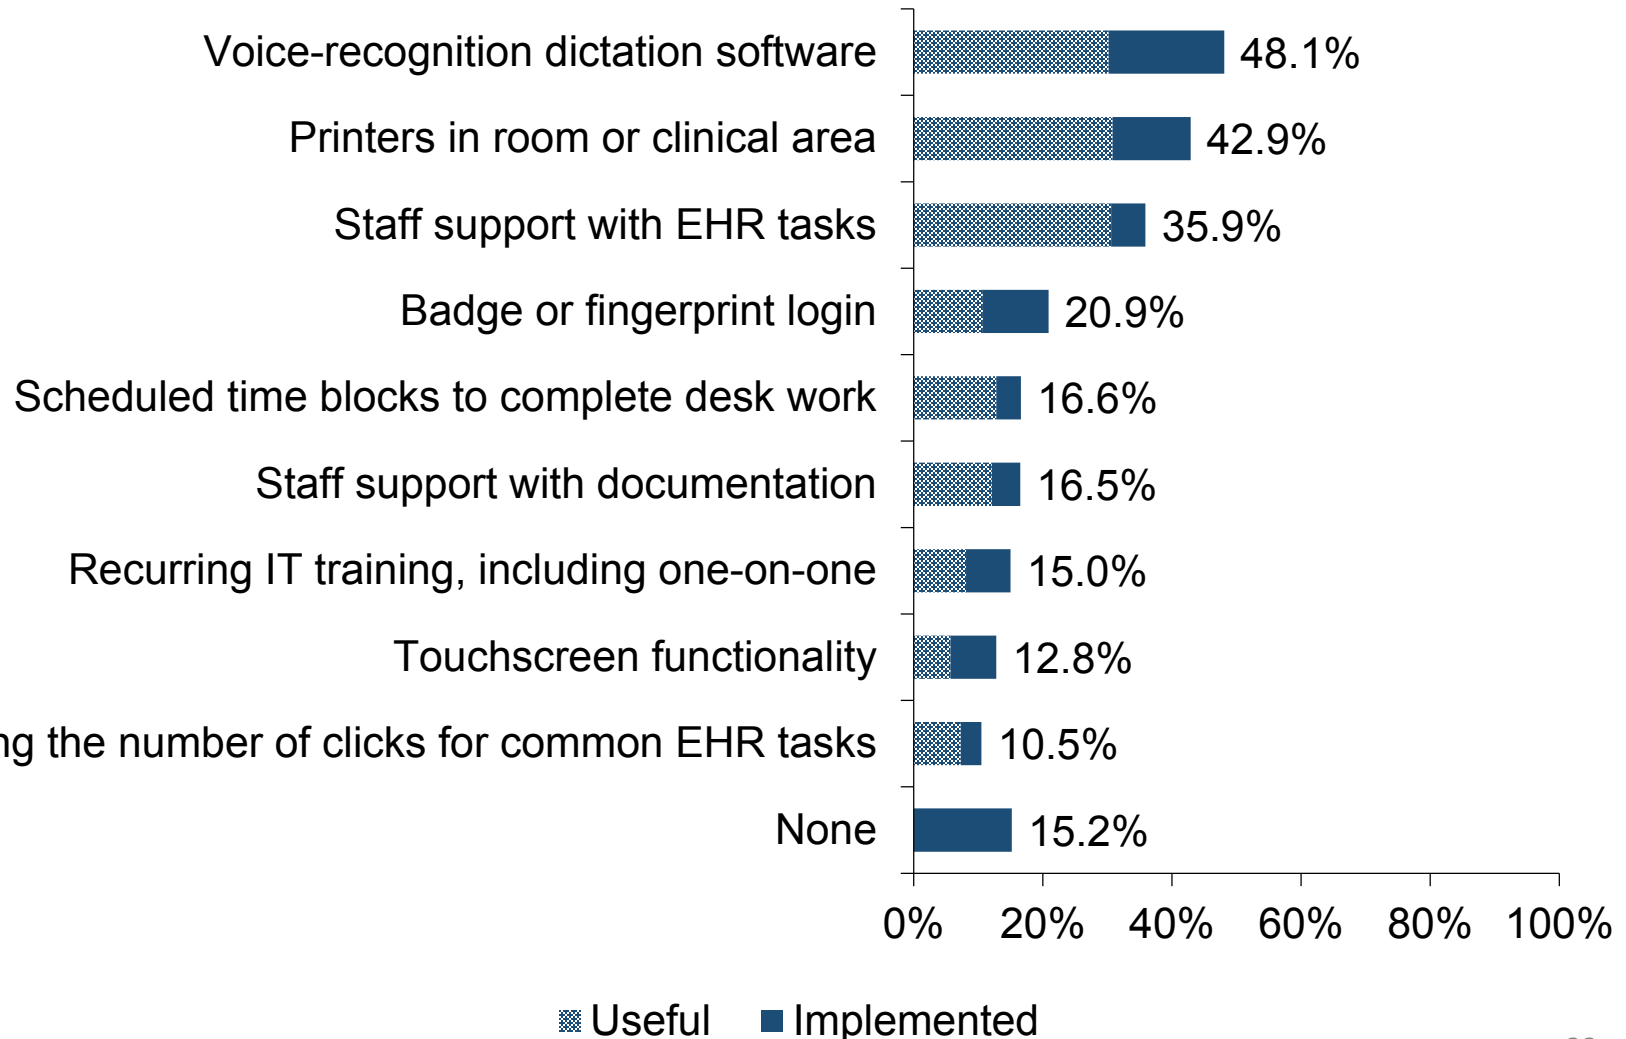 Voice-recognition dictation software 48.1%
Printers in room or clinical area 42.9%
Staff support with EHR tasks 35.9%
Badge or fingerprint login 20.9%
Scheduled time blocks to complete desk work 16.6%
Staff support with documentation 16.5%
Recurring IT training, including one-on-one 15.0%
Touchscreen functionality 12.8%
the number of clicks for common EHR tasks 10.5%
None 15.2%
0% 20% 40% 60% 80% 100%
Useful Implemented